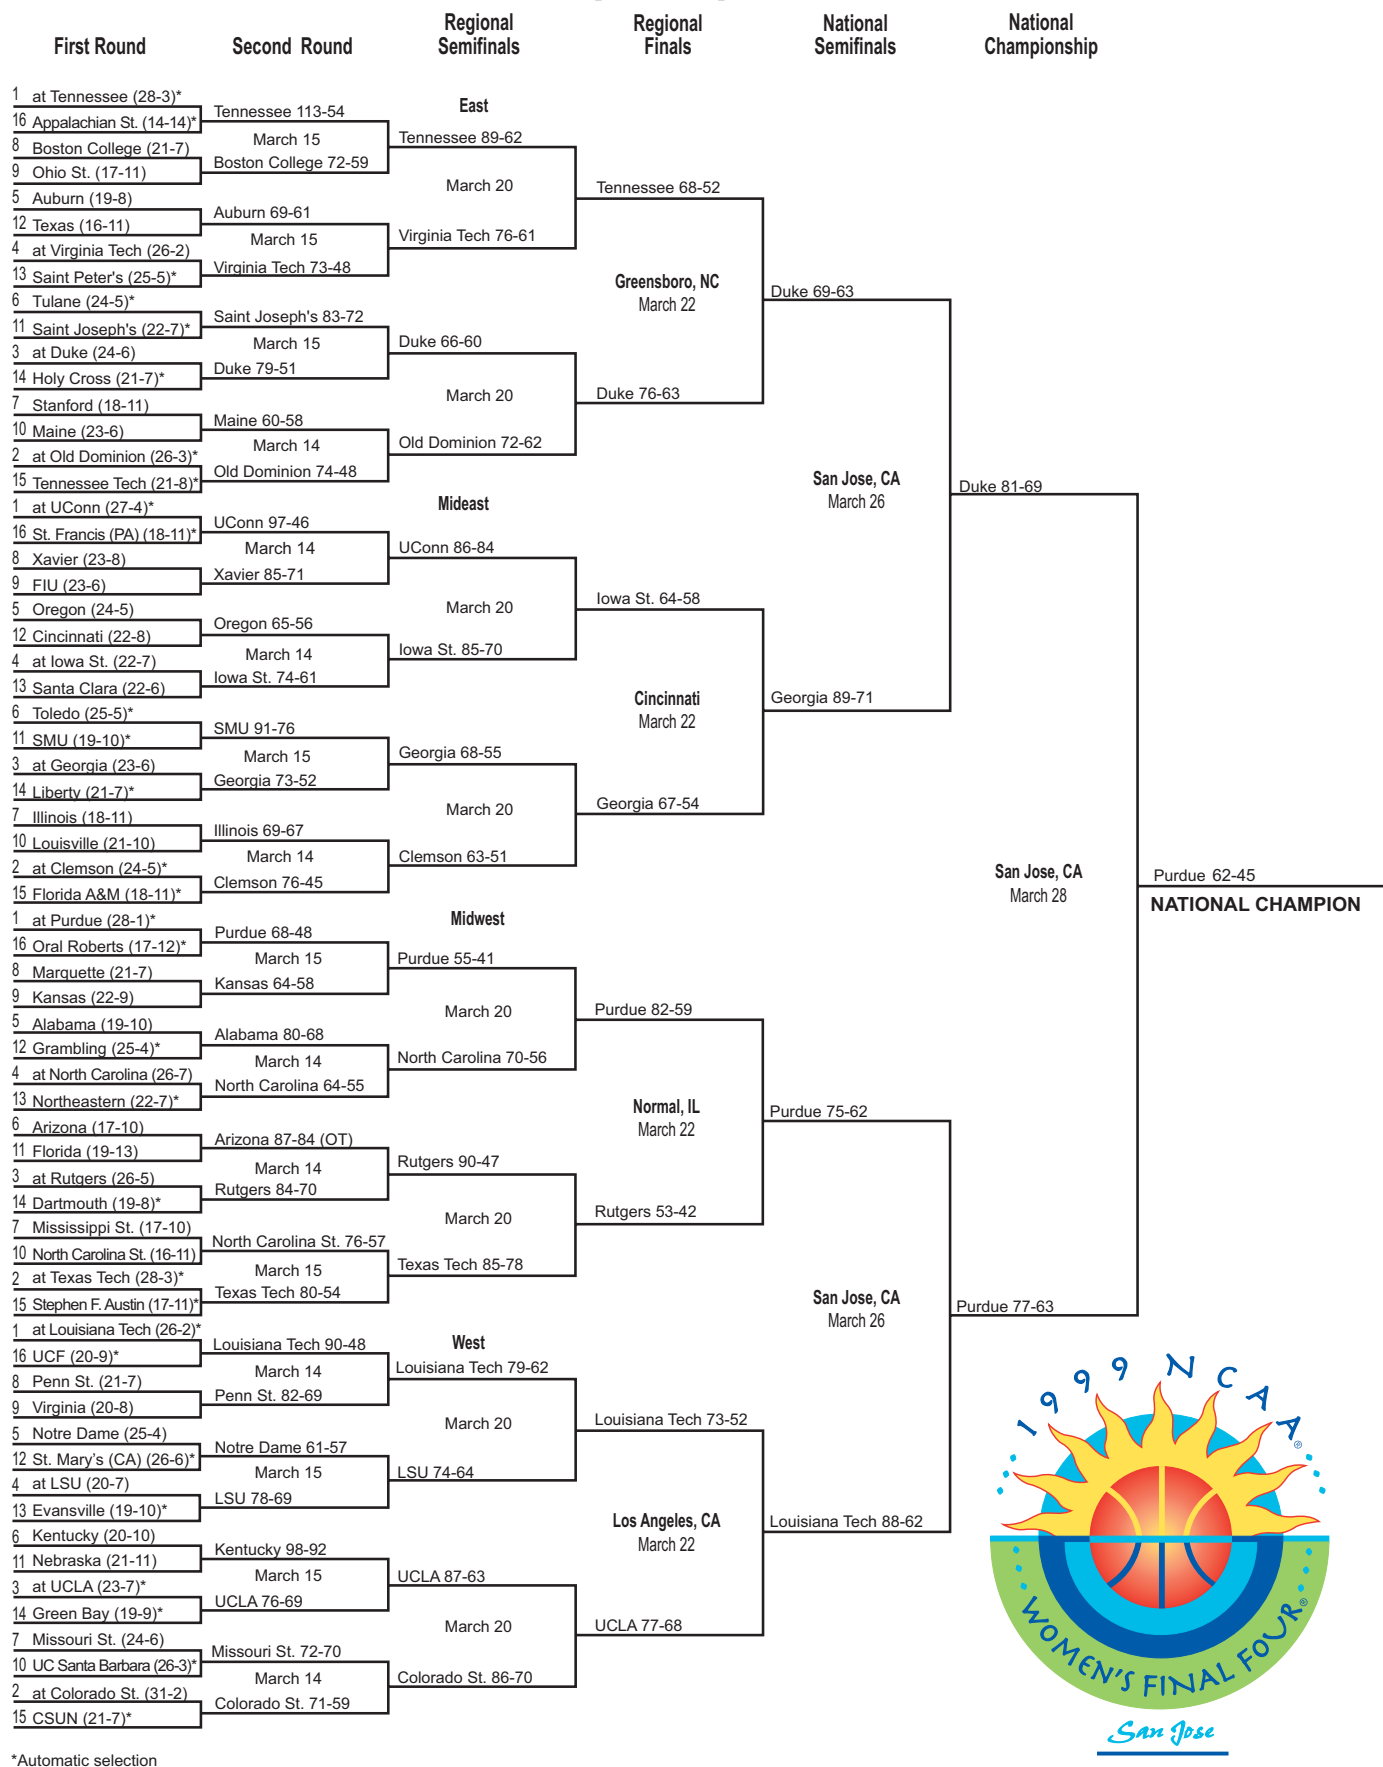 First Round
Second Round
Regional Semifinals
Regional Finals
National Semifinals
National Championship
East
1 at Tennessee (28-3)*
16 Appalachian St. (14-14)*
8 Boston College (21-7)
9 Ohio St. (17-11)
5 Auburn (19-8)
12 Texas (16-11)
4 at Virginia Tech (26-2)
13 Saint Peter's (25-5)*
6 Tulane (24-5)*
11 Saint Joseph's (22-7)*
3 at Duke (24-6)
14 Holy Cross (21-7)*
7 Stanford (18-11)
10 Maine (23-6)
2 at Old Dominion (26-3)*
15 Tennessee Tech (21-8)*
Tennessee 113-54
March 15
Boston College 72-59
Auburn 69-61
March 15
Virginia Tech 73-48
Saint Joseph's 83-72
March 15
Duke 79-51
Maine 60-58
March 14
Old Dominion 74-48
Tennessee 89-62
March 20
Virginia Tech 76-61
Duke 66-60
March 20
Old Dominion 72-62
Tennessee 68-52
Greensboro, NC
March 22
Duke 76-63
Duke 69-63
Mideast
1 at UConn (27-4)*
16 St. Francis (PA) (18-11)*
8 Xavier (23-8)
9 FIU (23-6)
5 Oregon (24-5)
12 Cincinnati (22-8)
4 at Iowa St. (22-7)
13 Santa Clara (22-6)
6 Toledo (25-5)*
11 SMU (19-10)*
3 at Georgia (23-6)
14 Liberty (21-7)*
7 Illinois (18-11)
10 Louisville (21-10)
2 at Clemson (24-5)*
15 Florida A&M (18-11)*
UConn 97-46
March 14
Xavier 85-71
Oregon 65-56
March 14
Iowa St. 74-61
SMU 91-76
March 15
Georgia 73-52
Illinois 69-67
March 14
Clemson 76-45
UConn 86-84
March 20
Iowa St. 85-70
Georgia 68-55
March 20
Clemson 63-51
Iowa St. 64-58
Cincinnati
March 22
Georgia 67-54
Georgia 89-71
San Jose, CA
March 26
Duke 81-69
Midwest
1 at Purdue (28-1)*
16 Oral Roberts (17-12)*
8 Marquette (21-7)
9 Kansas (22-9)
5 Alabama (19-10)
12 Grambling (25-4)*
4 at North Carolina (26-7)
13 Northeastern (22-7)*
6 Arizona (17-10)
11 Florida (19-13)
3 at Rutgers (26-5)
14 Dartmouth (19-8)*
7 Mississippi St. (17-10)
10 North Carolina St. (16-11)
2 at Texas Tech (28-3)*
15 Stephen F. Austin (17-11)*
Purdue 68-48
March 15
Kansas 64-58
Alabama 80-68
March 14
North Carolina 64-55
Arizona 87-84 (OT)
March 14
Rutgers 84-70
North Carolina St. 76-57
March 15
Texas Tech 80-54
Purdue 55-41
March 20
North Carolina 70-56
Rutgers 90-47
March 20
Texas Tech 85-78
Purdue 82-59
Normal, IL
March 22
Rutgers 53-42
Purdue 75-62
West
1 at Louisiana Tech (26-2)*
16 UCF (20-9)*
8 Penn St. (21-7)
9 Virginia (20-8)
5 Notre Dame (25-4)
12 St. Mary's (CA) (26-6)*
4 at LSU (20-7)
13 Evansville (19-10)*
6 Kentucky (20-10)
11 Nebraska (21-11)
3 at UCLA (23-7)*
14 Green Bay (19-9)*
7 Missouri St. (24-6)
10 UC Santa Barbara (26-3)*
2 at Colorado St. (31-2)
15 CSUN (21-7)*
Louisiana Tech 90-48
March 14
Penn St. 82-69
Notre Dame 61-57
March 15
LSU 78-69
Kentucky 98-92
March 15
UCLA 76-69
Missouri St. 72-70
March 14
Colorado St. 71-59
Louisiana Tech 79-62
March 20
LSU 74-64
UCLA 87-63
March 20
Colorado St. 86-70
Louisiana Tech 73-52
Los Angeles, CA
March 22
UCLA 77-68
Louisiana Tech 88-62
San Jose, CA
March 26
Purdue 77-63
San Jose, CA
March 28
Purdue 62-45
NATIONAL CHAMPION
1999 NCAA®
WOMEN'S FINAL FOUR®
San Jose
*Automatic selection